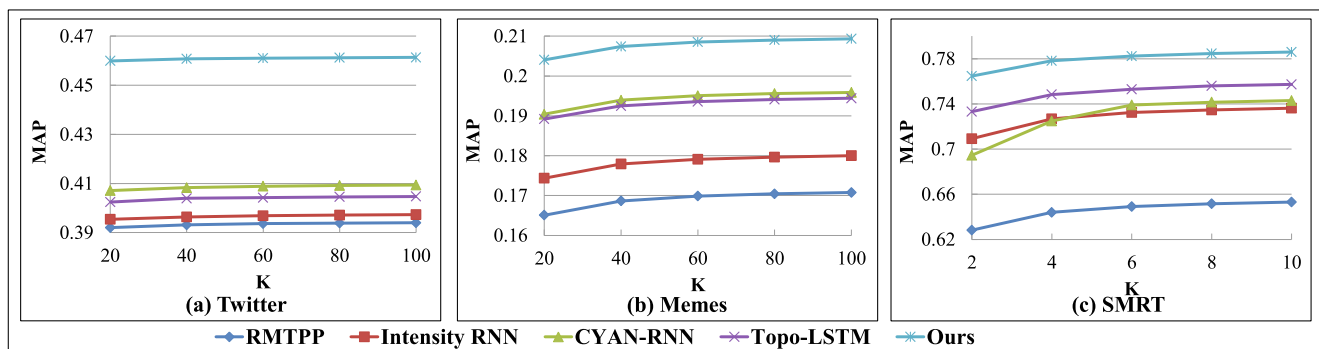 0.47
0.45
0.43
0.41
0.39
MAP
20 40 60 80 100
K
(a) Twitter
0.21
0.2
0.19
0.18
0.17
0.16
MAP
20 40 60 80 100
K
(b) Memes
0.78
0.74
0.7
0.66
0.62
MAP
2 4 6 8 10
K
(c) SMRT
RMTPP Intensity RNN CYAN-RNN Topo-LSTM Ours